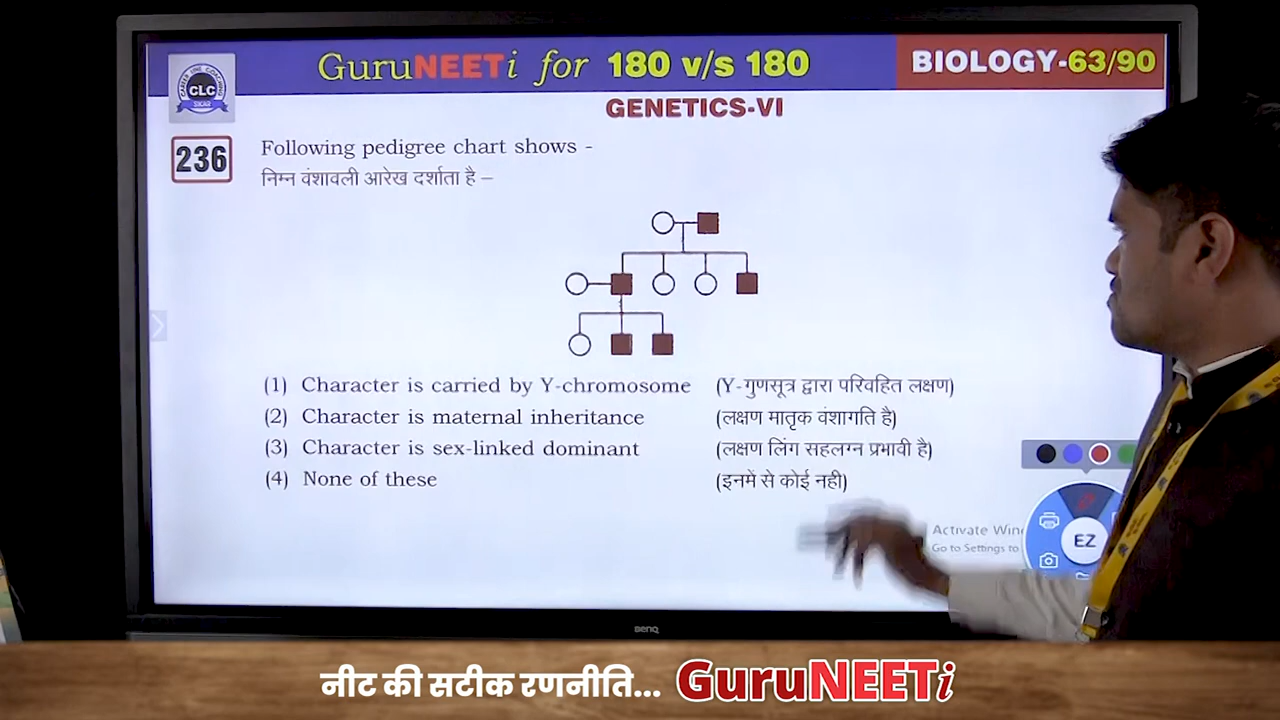 GuruNEETi for 180 v/s 180
BIOLOGY-63/90
CLC
SIKAR
GENETICS-VI
236
Following pedigree chart shows -
निम्न वंशावली आरेख दर्शाता है –
(1) Character is carried by Y-chromosome (Y-गुणसूत्र द्वारा परिवहित लक्षण)
(2) Character is maternal inheritance (लक्षण मातृक वंशागति है)
(3) Character is sex-linked dominant (लक्षण लिंग सहलग्न प्रभावी है)
(4) None of these (इनमें से कोई नही)
Activate Win
Go to Settings to
EZ
BENQ
नीट की सटीक रणनीति... GuruNEETi